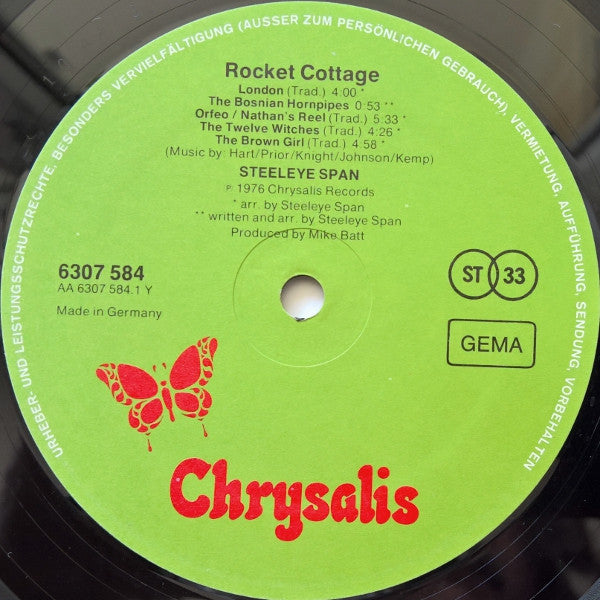 URHEBER- UND LEISTUNGSSCHUTZRECHTE, BESONDERS VERVIELFÄLTIGUNG (AUSSER ZUM PERSÖNLICHEN GEBRAUCH), VERMIETUNG, AUFFÜHRUNG, SENDUNG, VORBEHALTEN
Rocket Cottage
London (Trad.) 4:00 *
The Bosnian Hornpipes 0:53 **
Orfeo / Nathan's Reel (Trad.) 5:33 *
The Twelve Witches (Trad.) 4:26 *
The Brown Girl (Trad.) 4:58 *
(Music by: Hart/Prior/Knight/Johnson/Kemp)
STEELEYE SPAN
℗ 1976 Chrysalis Records
* arr. by Steeleye Span
** written and arr. by Steeleye Span
Produced by Mike Batt
6307 584
AA 6307 584.1 Y
Made in Germany
ST 33
GEMA
Chrysalis